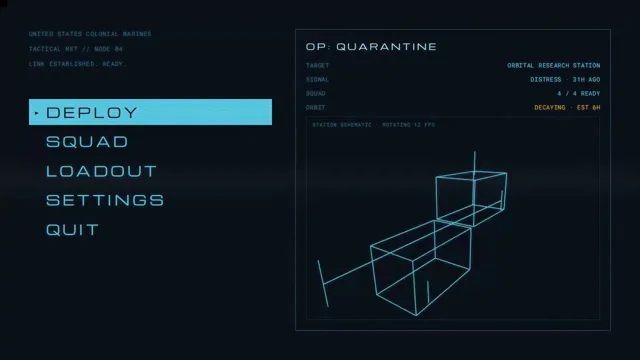 UNITED STATES COLONIAL MARINES
TACTICAL NET // NODE 04
LINK ESTABLISHED. READY.
DEPLOY
SQUAD
LOADOUT
SETTINGS
QUIT
OP: QUARANTINE
TARGET ORBITAL RESEARCH STATION
SIGNAL DISTRESS · 31H AGO
SQUAD 4 / 4 READY
ORBIT DECAYING · EST 6H
STATION SCHEMATIC · ROTATING 12 FPS